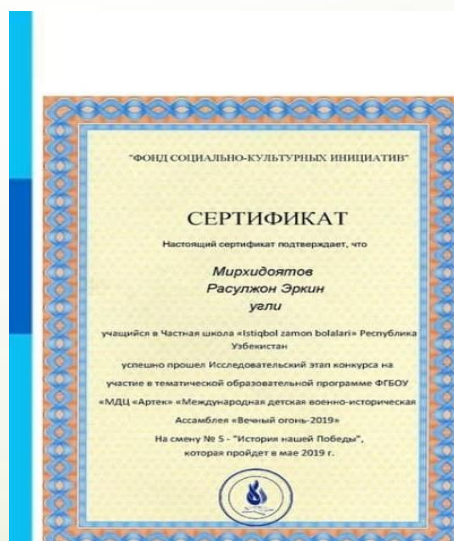 "ФОНД СОЦИАЛЬНО-КУЛЬТУРНЫХ ИНИЦИАТИВ"
СЕРТИФИКАТ
Настоящий сертификат подтверждает, что
Мирхидоятов
Расулжон Эркин
угли
учащийся в Частная школа «Istiqbol zamon bolalari» Республика
Узбекистан
успешно прошел Исследовательский этап конкурса на
участие в тематической образовательной программе ФГБОУ
«МДЦ «Артек» «Международная детская военно-историческая
Ассамблея «Вечный огонь-2019»
На смену № 5 - "История нашей Победы",
которая пройдет в мае 2019 г.